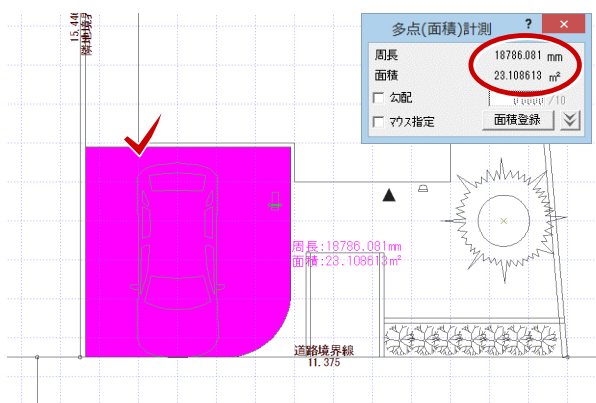 15.446
隣地境界
多点(面積)計測
?
×
周長
18786.081 mm
面積
23.108613 m²
勾配
/10
マウス指定
面積登録
周長:18786.081mm
面積:23.108613m²
道路境界線
11.375